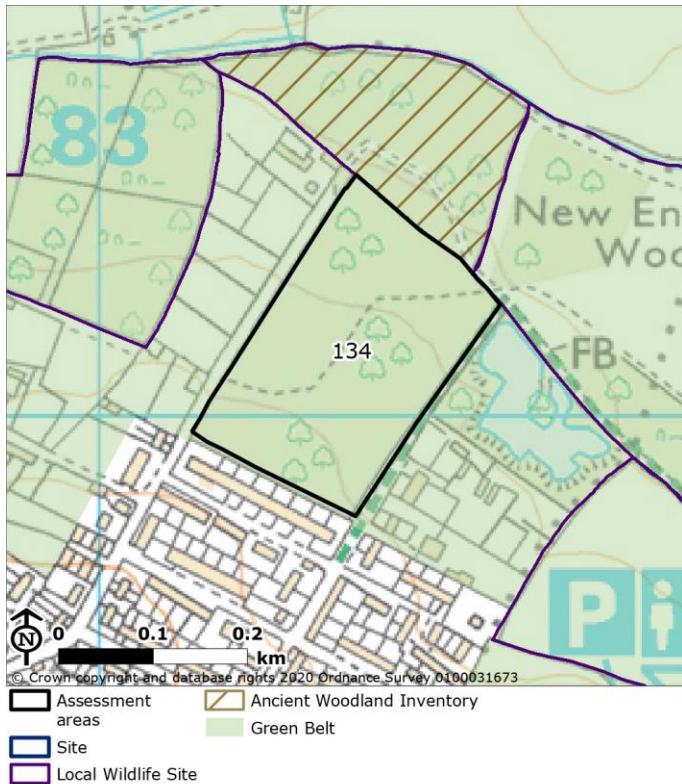 83
New En
Woo
134
FB
P
N
0 0.1 0.2
km
© Crown copyright and database rights 2020 Ordnance Survey 0100031673
Assessment areas
Ancient Woodland Inventory
Green Belt
Site
Local Wildlife Site